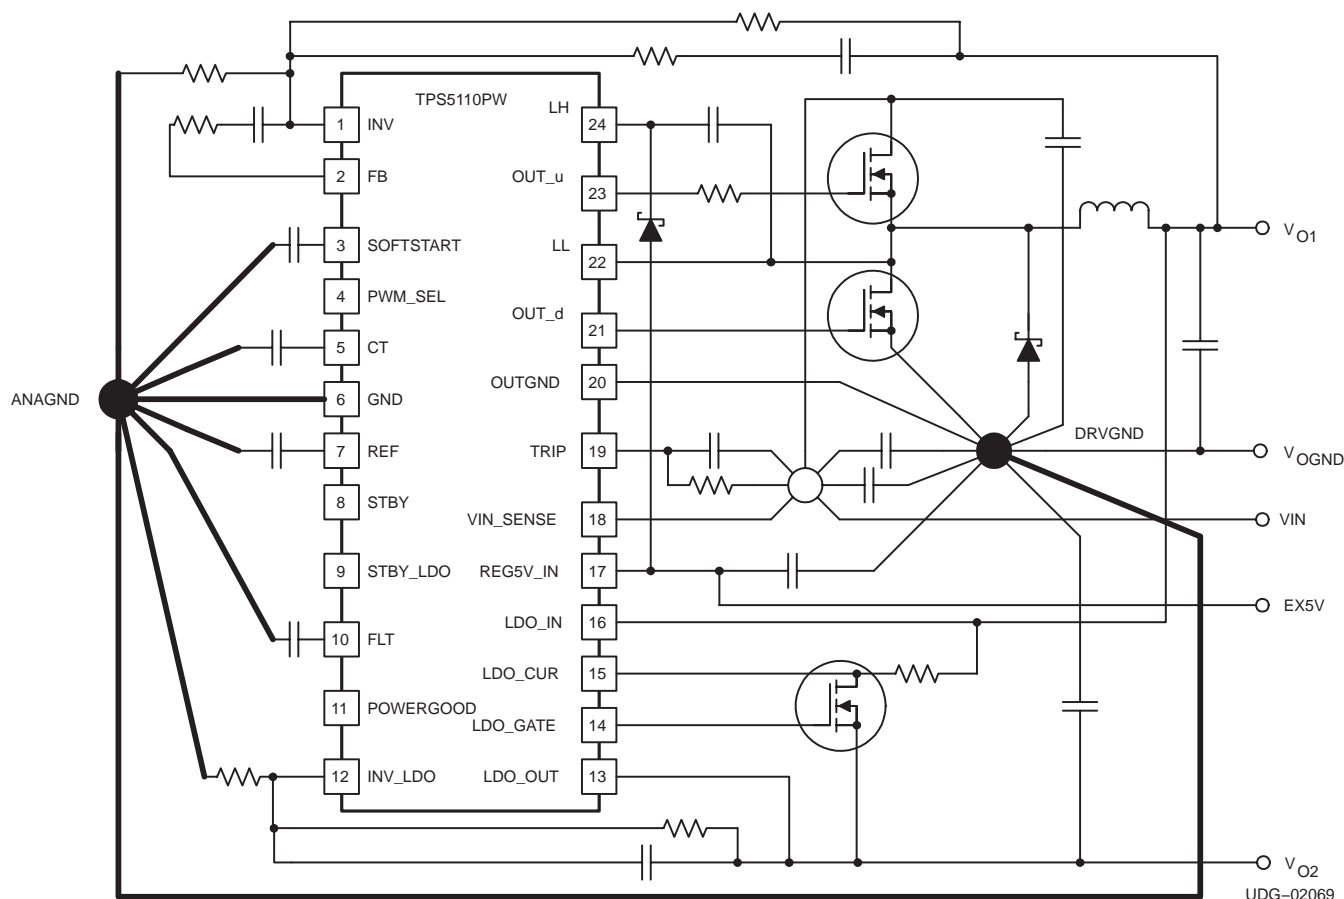 TPS5110PW
LH
1 INV
24
2 FB
OUT_u
23
3 SOFTSTART
LL
22
VO1
4 PWM_SEL
OUT_d
21
5 CT
OUTGND 20
ANAGND
6 GND
DRVGND
7 REF
TRIP 19
VOGND
8 STBY
VIN_SENSE 18
VIN
9 STBY_LDO
REG5V_IN 17
EX5V
LDO_IN 16
10 FLT
LDO_CUR 15
11 POWERGOOD
LDO_GATE 14
12 INV_LDO
LDO_OUT 13
VO2
UDG–02069